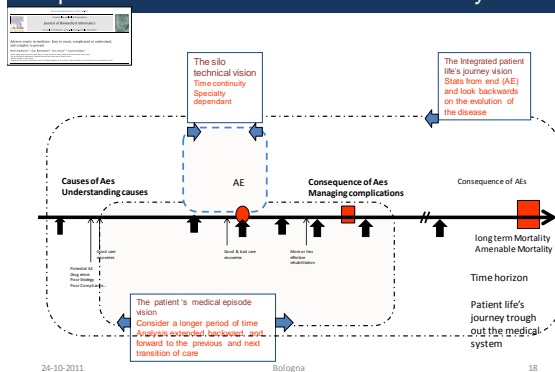 Journal of Biomedical Informatics
The silo
technical vision
Time continuity
Specialty
dependant
The Integrated patient
life's journey vision
Stats from end (AE)
and look backwards
on the evolution of
the disease
Causes of Aes
Understanding causes
AE
Consequence of AEs
Managing complications
Consequence of AEs
Good care
recoveries
Good & bad care
recoveries
More or less
effective
rehabilitation
Potential AE
Drug errors
Poor Strategy
Poor Compliance..
long term Mortality
Amenable Mortality
Time horizon
Patient life's
journey trough
out the medical
system
The patient 's medical episode
vision
Consider a longer period of time
Analysis extended backward and
forward to the previous and next
transition of care
24-10-2011
Bologna
18